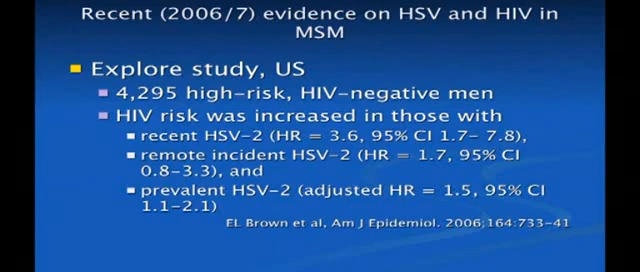 Recent (2006/7) evidence on HSV and HIV in
MSM
Explore study, US
4,295 high-risk, HIV-negative men
HIV risk was increased in those with
recent HSV-2 (HR = 3.6, 95% CI 1.7- 7.8),
remote incident HSV-2 (HR = 1.7, 95% CI
0.8-3.3), and
prevalent HSV-2 (adjusted HR = 1.5, 95% CI
1.1-2.1)
EL Brown et al, Am J Epidemiol. 2006;164:733-41